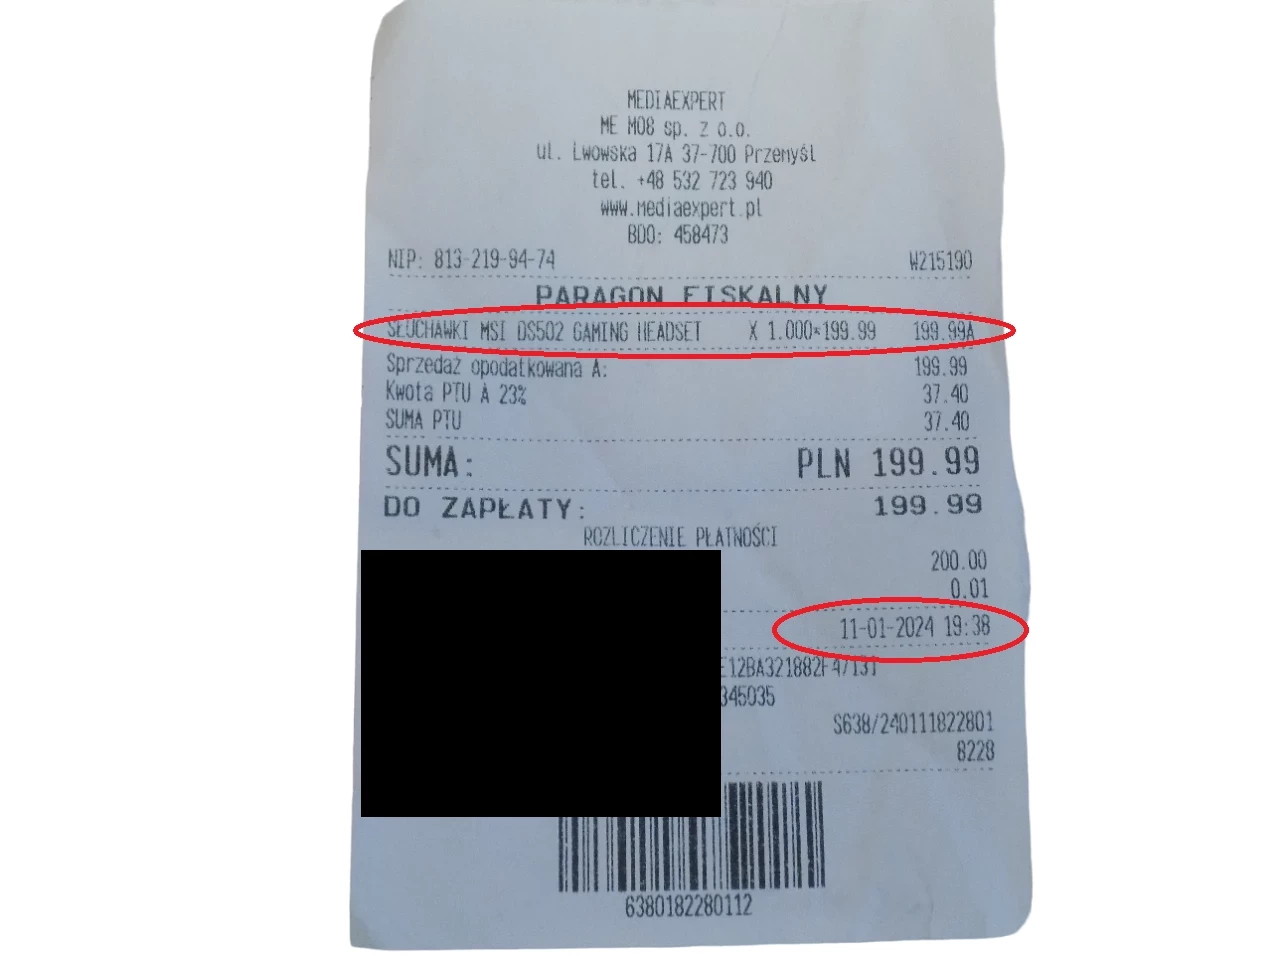 MEDIAEXPERT
ME M08 sp. z o.o.
ul. Lwowska 17A 37-700 Przemyśl
tel. +48 532 723 940
www.mediaexpert.pl
BDO: 458473
NIP: 813-219-94-74 W215190
PARAGON FISKALNY
SŁUCHAWKI MSI DS502 GAMING HEADSET X 1.000*199.99 199.99A
Sprzedaż opodatkowana A: 199.99
Kwota PTU A 23% 37.40
SUMA PTU 37.40
SUMA: PLN 199.99
DO ZAPŁATY: 199.99
ROZLICZENIE PŁATNOŚCI
200.00
0.01
11-01-2024 19:38
E12BA321882F47131
345035
S638/240111822801
8228
6380182280112